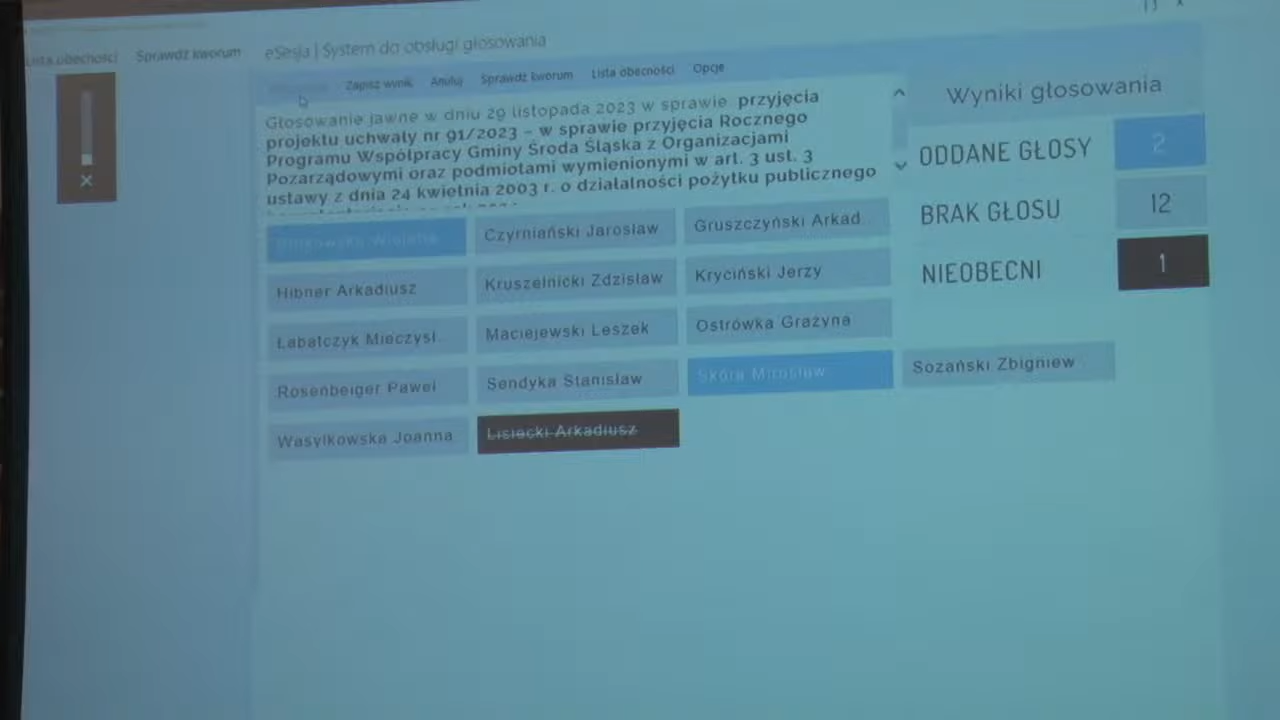 Lista obecności Sprawdź kworum eSesja | System do obsługi głosowania
Zapisz wynik Anuluj Sprawdź kworum Lista obecności Opcje
Głosowanie jawne w dniu 29 listopada 2023 w sprawie przyjęcia
projektu uchwały nr 91/2023 – w sprawie przyjęcia Rocznego
Programu Współpracy Gminy Środa Śląska z Organizacjami
Pozarządowymi oraz podmiotami wymienionymi w art. 3 ust. 3
ustawy z dnia 24 kwietnia 2003 r. o działalności pożytku publicznego
Wyniki głosowania
ODDANE GŁOSY 2
BRAK GŁOSU 12
NIEOBECNI 1
Czyrniański Jarosław Gruszczyński Arkad...
Hibner Arkadiusz Kruszelnicki Zdzisław Kryciński Jerzy
Łabatczyk Mieczysł... Maciejewski Leszek Ostrówka Grażyna
Rosenbeiger Paweł Sendyka Stanisław Skóra Mirosław Sozański Zbigniew
Wasylkowska Joanna Lisiecki Arkadiusz